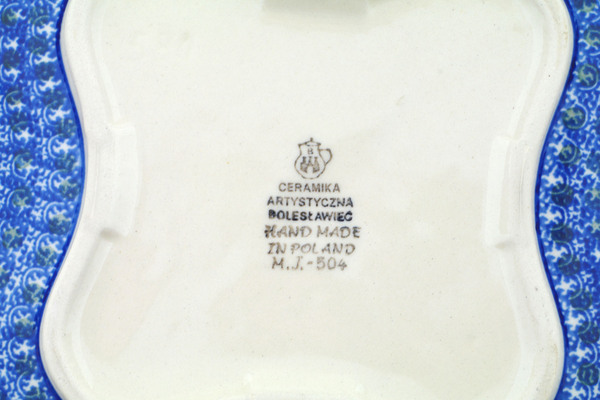 B
CERAMIKA
ARTYSTYCZNA
BOLESŁAWIEC
HAND MADE
IN POLAND
M.J.-504